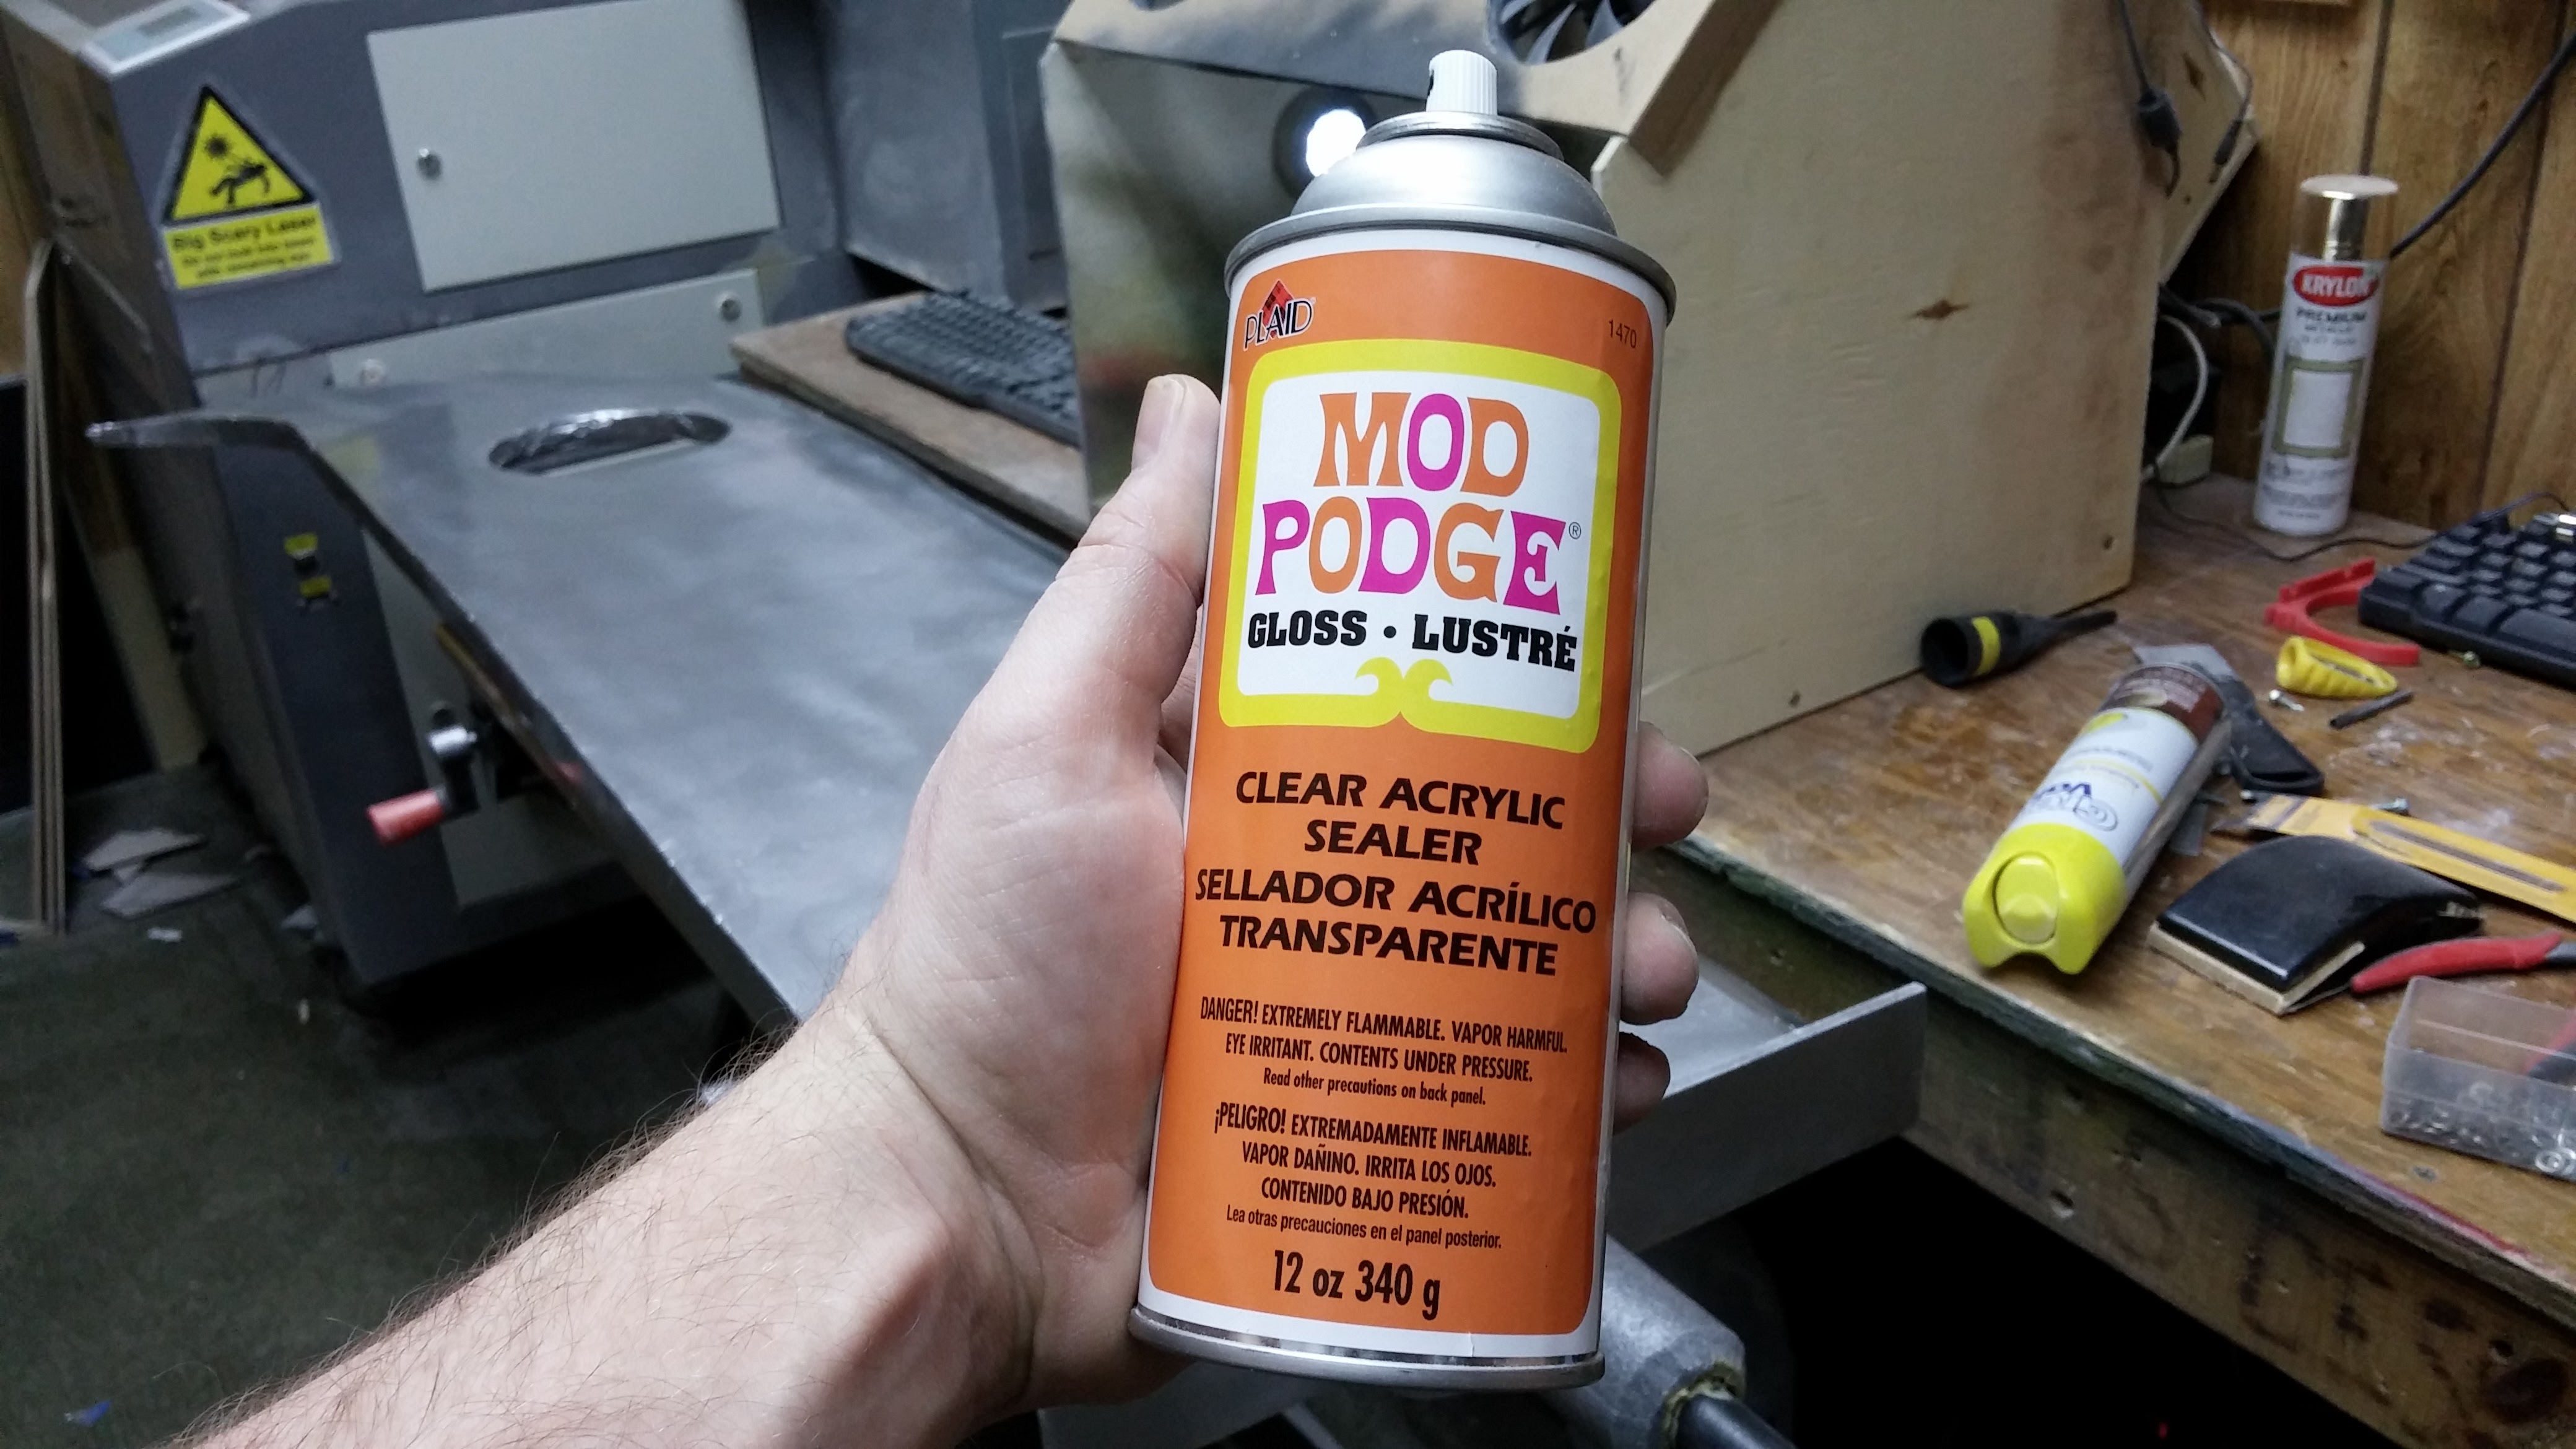 Big Scary Laser
PLAID
1470
MOD
PODGE®
GLOSS • LUSTRÉ
CLEAR ACRYLIC
SEALER
SELLADOR ACRÍLICO
TRANSPARENTE
DANGER! EXTREMELY FLAMMABLE. VAPOR HARMFUL.
EYE IRRITANT. CONTENTS UNDER PRESSURE.
Read other precautions on back panel.
¡PELIGRO! EXTREMADAMENTE INFLAMABLE.
VAPOR DAÑINO. IRRITA LOS OJOS.
CONTENIDO BAJO PRESIÓN.
Lea otras precauciones en el panel posterior.
12 oz 340 g
KRYLON
PREMIUM